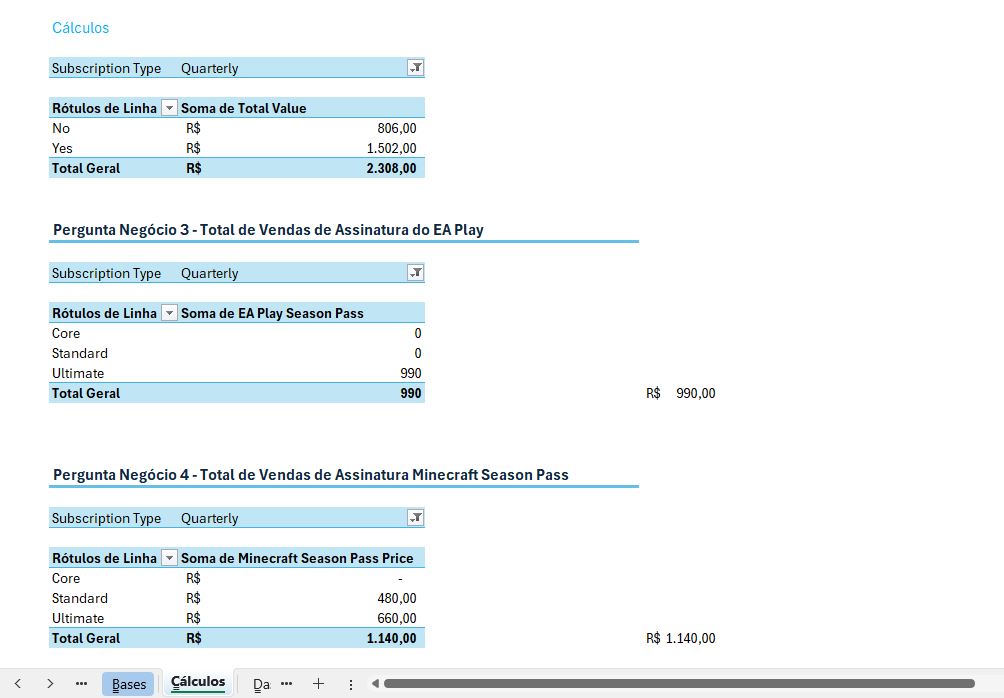 Cálculos
Subscription Type Quarterly
Rótulos de Linha Soma de Total Value
No R$ 806,00
Yes R$ 1.502,00
Total Geral R$ 2.308,00
Pergunta Negócio 3 - Total de Vendas de Assinatura do EA Play
Subscription Type Quarterly
Rótulos de Linha Soma de EA Play Season Pass
Core 0
Standard 0
Ultimate 990
Total Geral 990 R$ 990,00
Pergunta Negócio 4 - Total de Vendas de Assinatura Minecraft Season Pass
Subscription Type Quarterly
Rótulos de Linha Soma de Minecraft Season Pass Price
Core R$ -
Standard R$ 480,00
Ultimate R$ 660,00
Total Geral R$ 1.140,00 R$ 1.140,00
Bases Cálculos Da